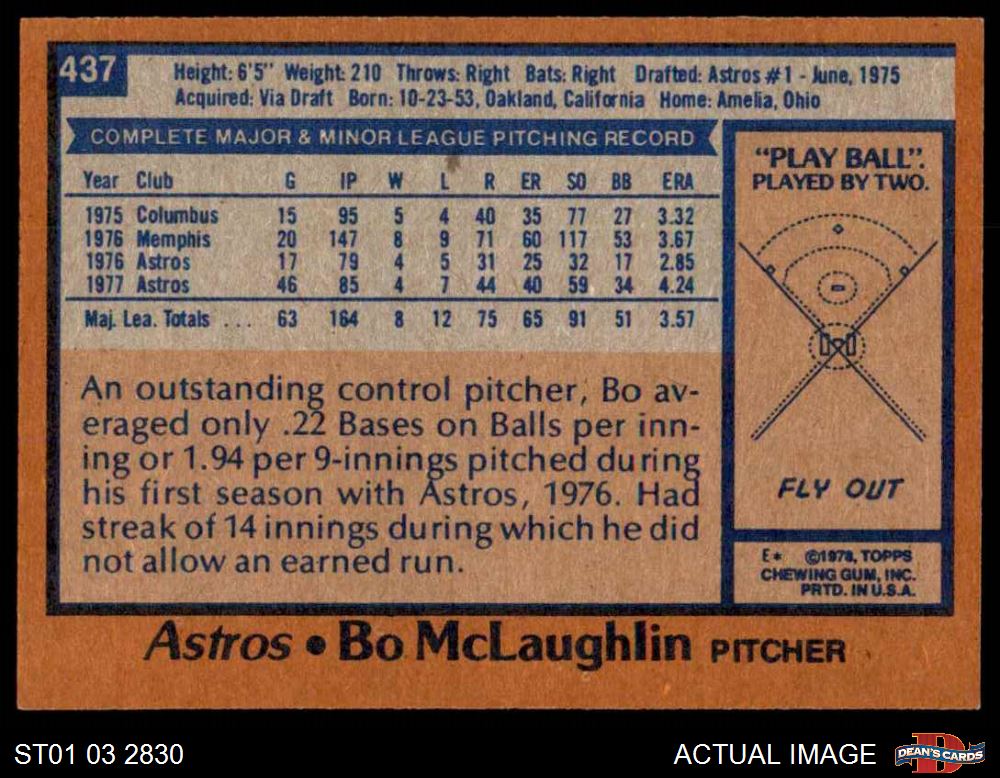 437
Height: 6'5" Weight: 210 Throws: Right Bats: Right Drafted: Astros #1 - June, 1975
Acquired: Via Draft Born: 10-23-53, Oakland, California Home: Amelia, Ohio
COMPLETE MAJOR & MINOR LEAGUE PITCHING RECORD
Year Club G IP W L R ER SO BB ERA
1975 Columbus 15 95 5 4 40 35 77 27 3.32
1976 Memphis 20 147 8 9 71 60 117 53 3.67
1976 Astros 17 79 4 5 31 25 32 17 2.85
1977 Astros 46 85 4 7 44 40 59 34 4.24
Maj. Lea. Totals ... 63 164 8 12 75 65 91 51 3.57
An outstanding control pitcher, Bo av-
eraged only .22 Bases on Balls per inn-
ing or 1.94 per 9-innings pitched during
his first season with Astros, 1976. Had
streak of 14 innings during which he did
not allow an earned run.
"PLAY BALL".
PLAYED BY TWO.
FLY OUT
E* ©1978, TOPPS
CHEWING GUM, INC.
PRTD. IN U.S.A.
Astros • Bo McLaughlin PITCHER
ST01 03 2830
ACTUAL IMAGE
D
DEAN'S CARDS